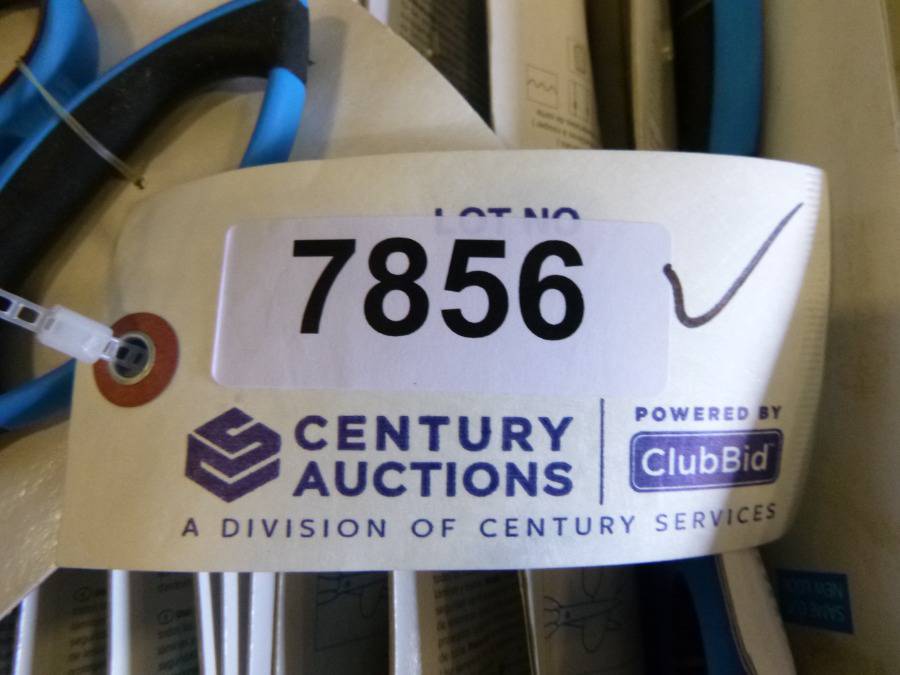 LOT NO
7856
CENTURY
AUCTIONS
POWERED BY
ClubBid
A DIVISION OF CENTURY SERVICES